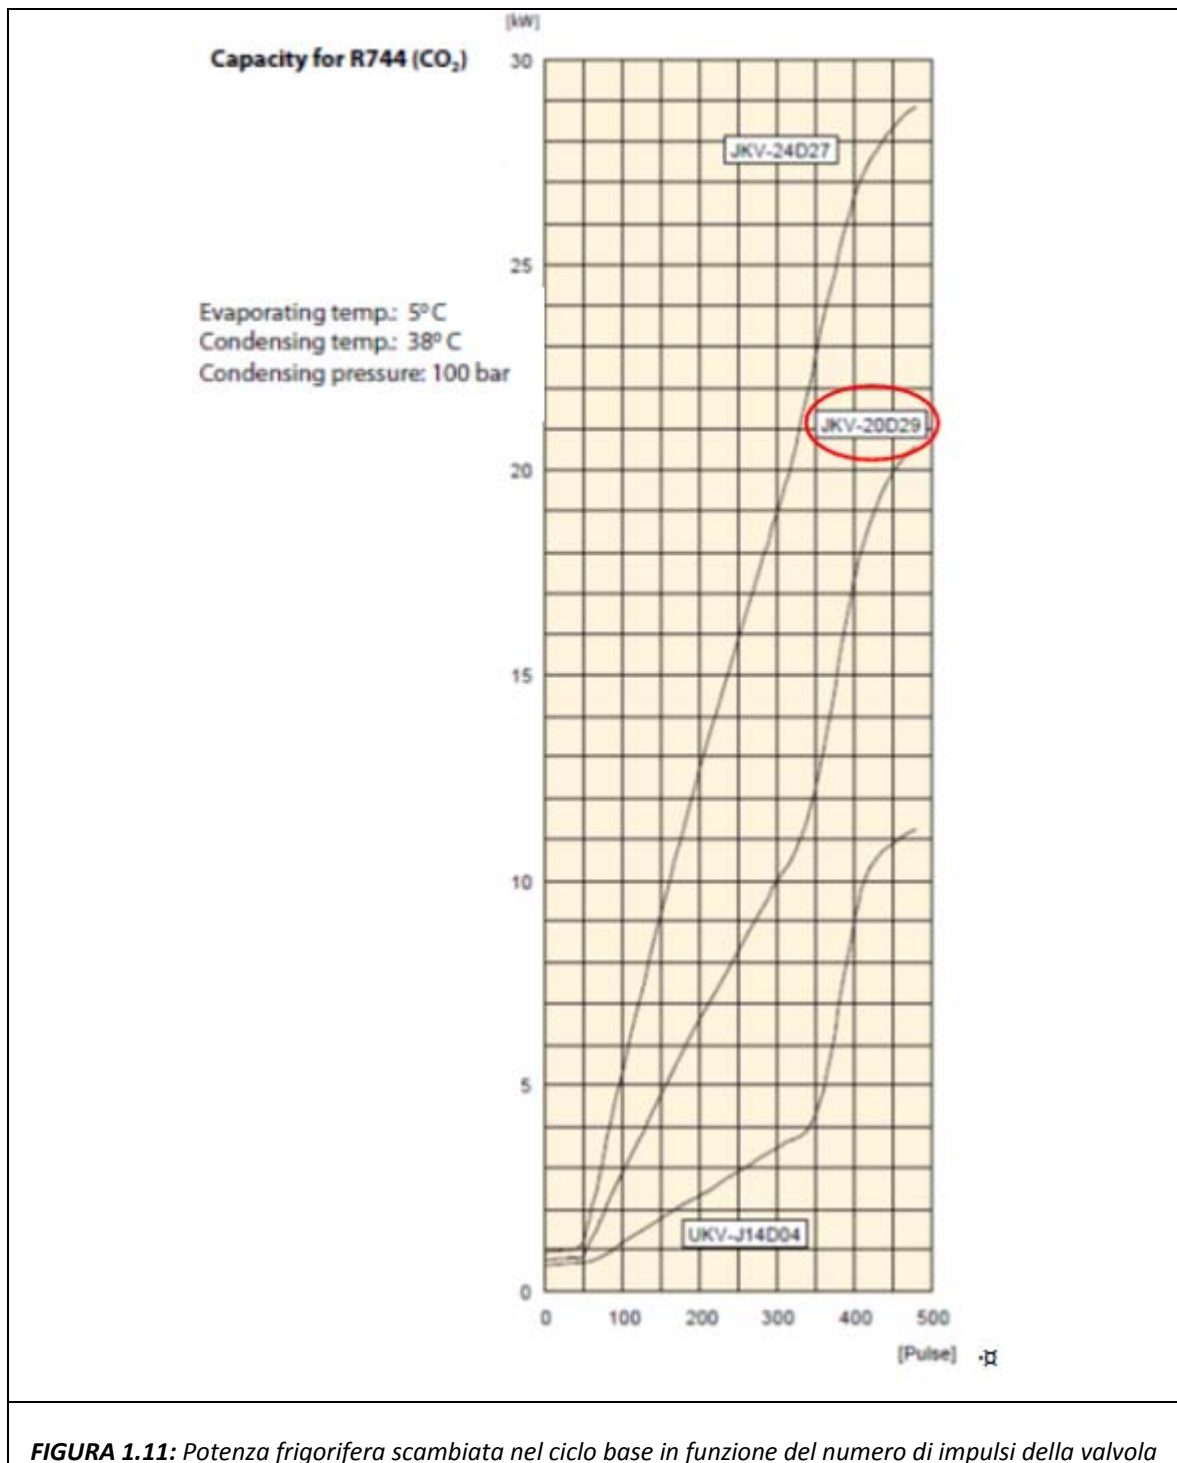 [kW]
Capacity for R744 (CO₂)
30
JKV-24D27
25
Evaporating temp.: 5º C
Condensing temp.: 38º C
Condensing pressure: 100 bar
JKV-20D29
20
15
10
5
UKV-J14D04
0
0 100 200 300 400 500
[Pulse] ·¤
FIGURA 1.11: Potenza frigorifera scambiata nel ciclo base in funzione del numero di impulsi della valvola